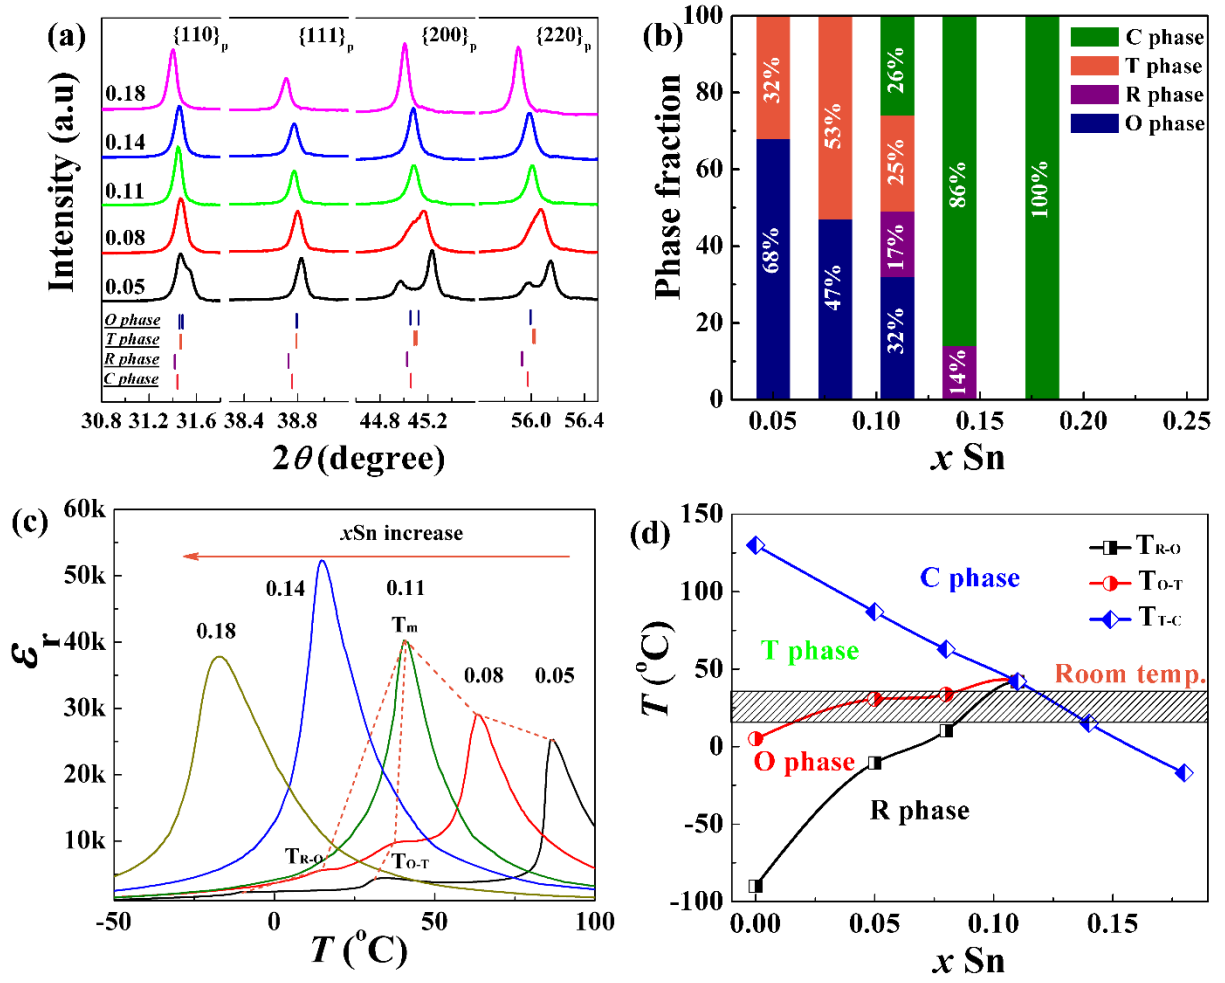 (a)
{110}p {111}p {200}p {220}p
0.18
0.14
0.11
0.08
0.05
O phase
T phase
R phase
C phase
Intensity (a.u)
30.8 31.2 31.6 38.4 38.8 44.8 45.2 56.0 56.4
2θ (degree)
(b)
C phase
T phase
R phase
O phase
100
80
60
40
20
0
Phase fraction
32%
68%
53%
47%
26%
25%
17%
32%
86%
14%
100%
0.05 0.10 0.15 0.20 0.25
x Sn
(c)
60k
50k
40k
30k
20k
10k
εr
xSn increase
0.14 0.11
Tm
0.18
0.08 0.05
TR-O TO-T
-50 0 50 100
T (°C)
(d)
150
100
50
0
-50
-100
T (°C)
TR-O
TO-T
TT-C
C phase
T phase
Room temp.
O phase
R phase
0.00 0.05 0.10 0.15
x Sn